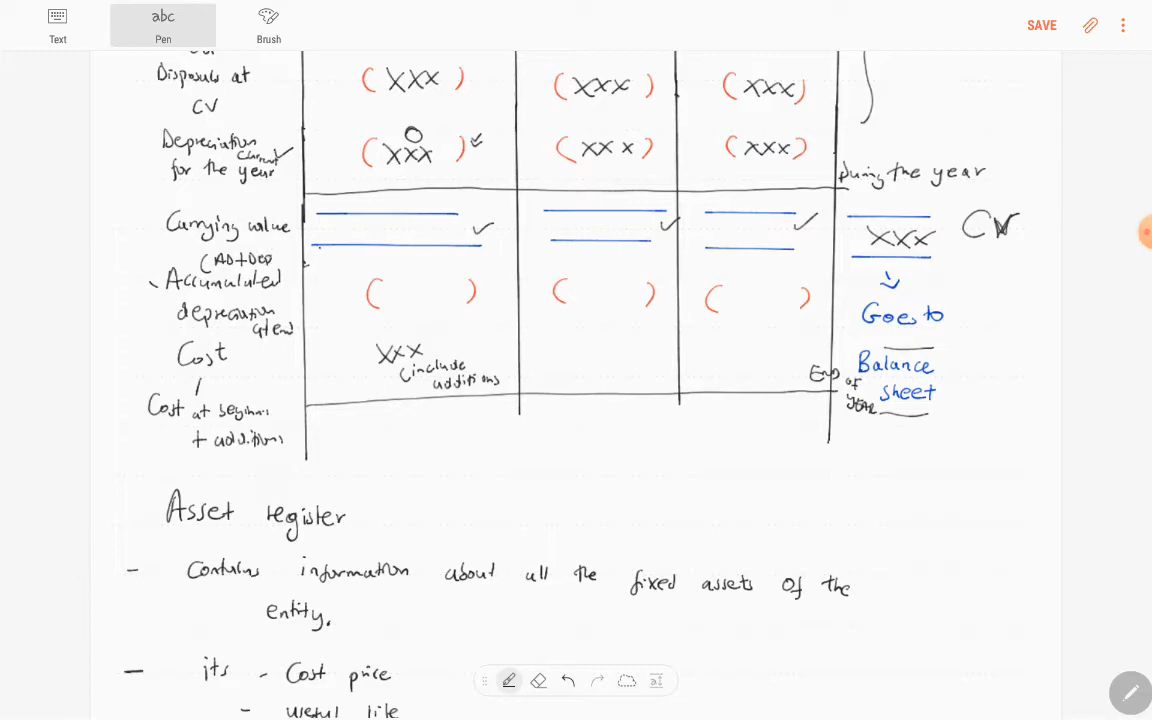 Text
abc
Pen
Brush
SAVE
Disposals at
CV
(XXX) (XXX) (XXX)
Depreciation
for the current year
O
(XXX) (XXX) (XXX)
During the year
Carrying value
XXX CV
(AD+DEP
Accumulated
depreciation
at end
( ) ( ) ( )
Goes to
Balance
sheet
Cost
XXX
(include
additions
End
of
year
/
Cost at begin
+ additions
Asset register
- Contains information about all the fixed assets of the
entity.
- its - Cost price
- useful life